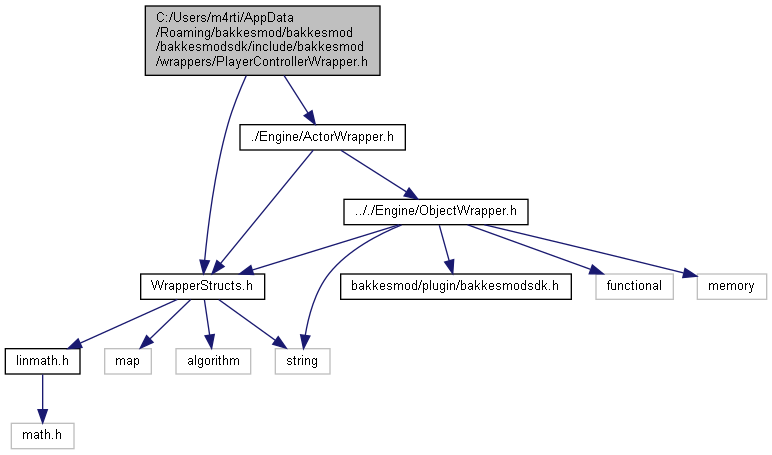 C:/Users/m4rti/AppData
/Roaming/bakkesmod/bakkesmod
/bakkesmodsdk/include/bakkesmod
/wrappers/PlayerControllerWrapper.h
./Engine/ActorWrapper.h
.././Engine/ObjectWrapper.h
WrapperStructs.h
bakkesmod/plugin/bakkesmodsdk.h
functional
memory
linmath.h
map
algorithm
string
math.h